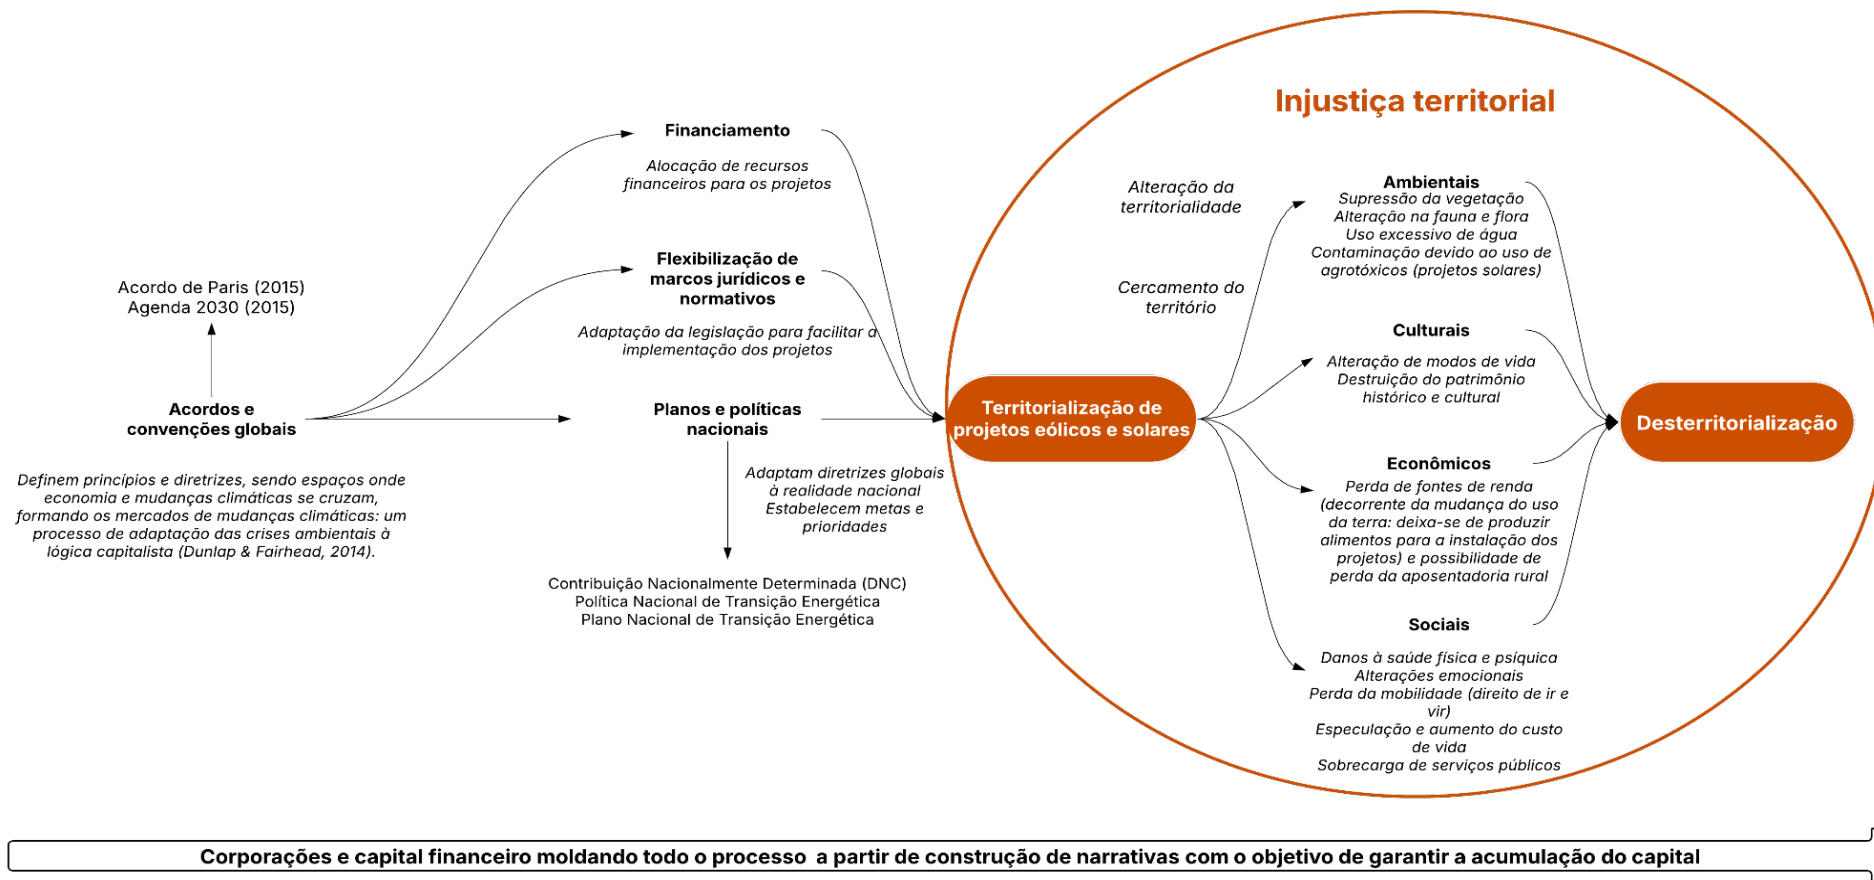 Injustiça territorial
Financiamento
Alocação de recursos
financeiros para os projetos
Flexibilização de
marcos jurídicos e
normativos
Adaptação da legislação para facilitar a
implementação dos projetos
Acordo de Paris (2015)
Agenda 2030 (2015)
Acordos e
convenções globais
Definem princípios e diretrizes, sendo espaços onde
economia e mudanças climáticas se cruzam,
formando os mercados de mudanças climáticas: um
processo de adaptação das crises ambientais à
lógica capitalista (Dunlap & Fairhead, 2014).
Planos e políticas
nacionais
Adaptam diretrizes globais
à realidade nacional
Estabelecem metas e
prioridades
Contribuição Nacionalmente Determinada (DNC)
Política Nacional de Transição Energética
Plano Nacional de Transição Energética
Territorialização de
projetos eólicos e solares
Alteração da
territorialidade
Cercamento do
território
Ambientais
Supressão da vegetação
Alteração na fauna e flora
Uso excessivo de água
Contaminação devido ao uso de
agrotóxicos (projetos solares)
Culturais
Alteração de modos de vida
Destruição do patrimônio
histórico e cultural
Econômicos
Perda de fontes de renda
(decorrente da mudança do uso
da terra: deixa-se de produzir
alimentos para a instalação dos
projetos) e possibilidade de
perda da aposentadoria rural
Sociais
Danos à saúde física e psíquica
Alterações emocionais
Perda da mobilidade (direito de ir e
vir)
Especulação e aumento do custo
de vida
Sobrecarga de serviços públicos
Desterritorialização
Corporações e capital financeiro moldando todo o processo  a partir de construção de narrativas com o objetivo de garantir a acumulação do capital